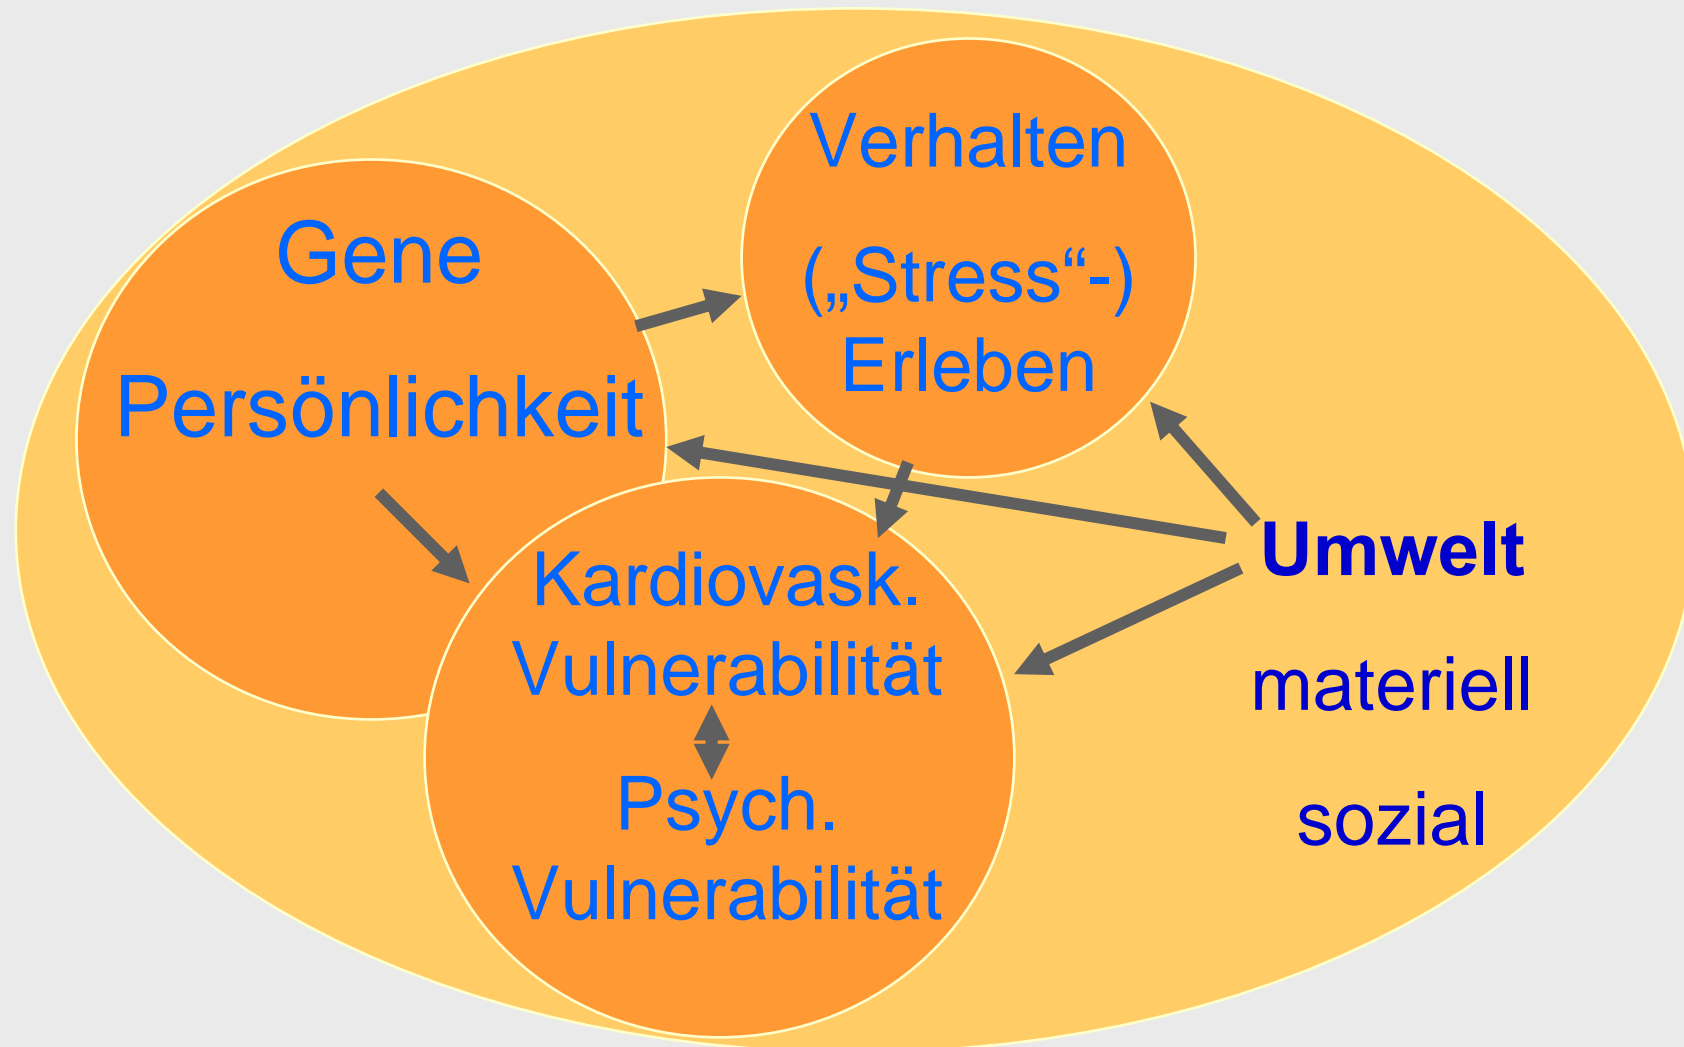 Verhalten
(„Stress“-)
Erleben
Gene
Persönlichkeit
Kardiovask.
Vulnerabilität
Psych.
Vulnerabilität
Umwelt
materiell
sozial